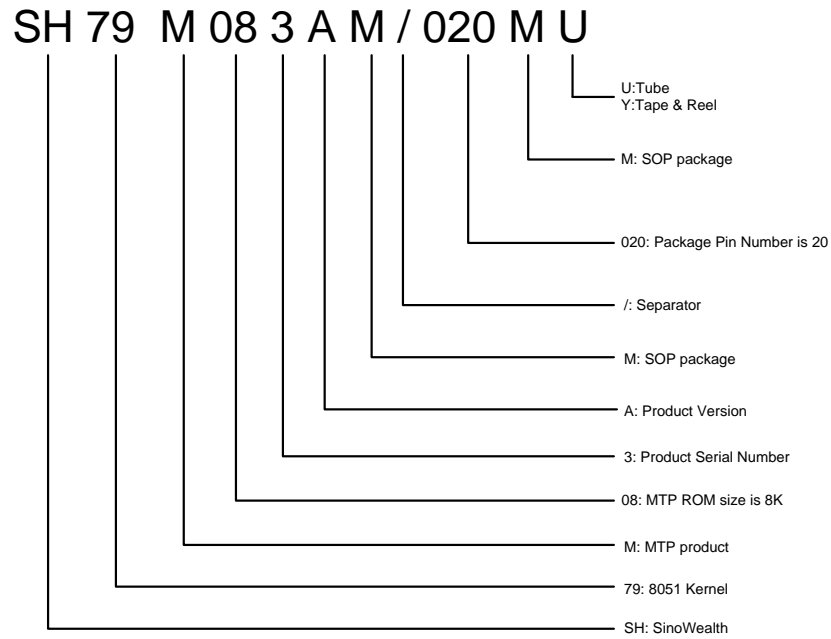 SH 79 M 08 3 A M / 020 M U
U:Tube
Y:Tape & Reel
M: SOP package
020: Package Pin Number is 20
/: Separator
M: SOP package
A: Product Version
3: Product Serial Number
08: MTP ROM size is 8K
M: MTP product
79: 8051 Kernel
SH: SinoWealth